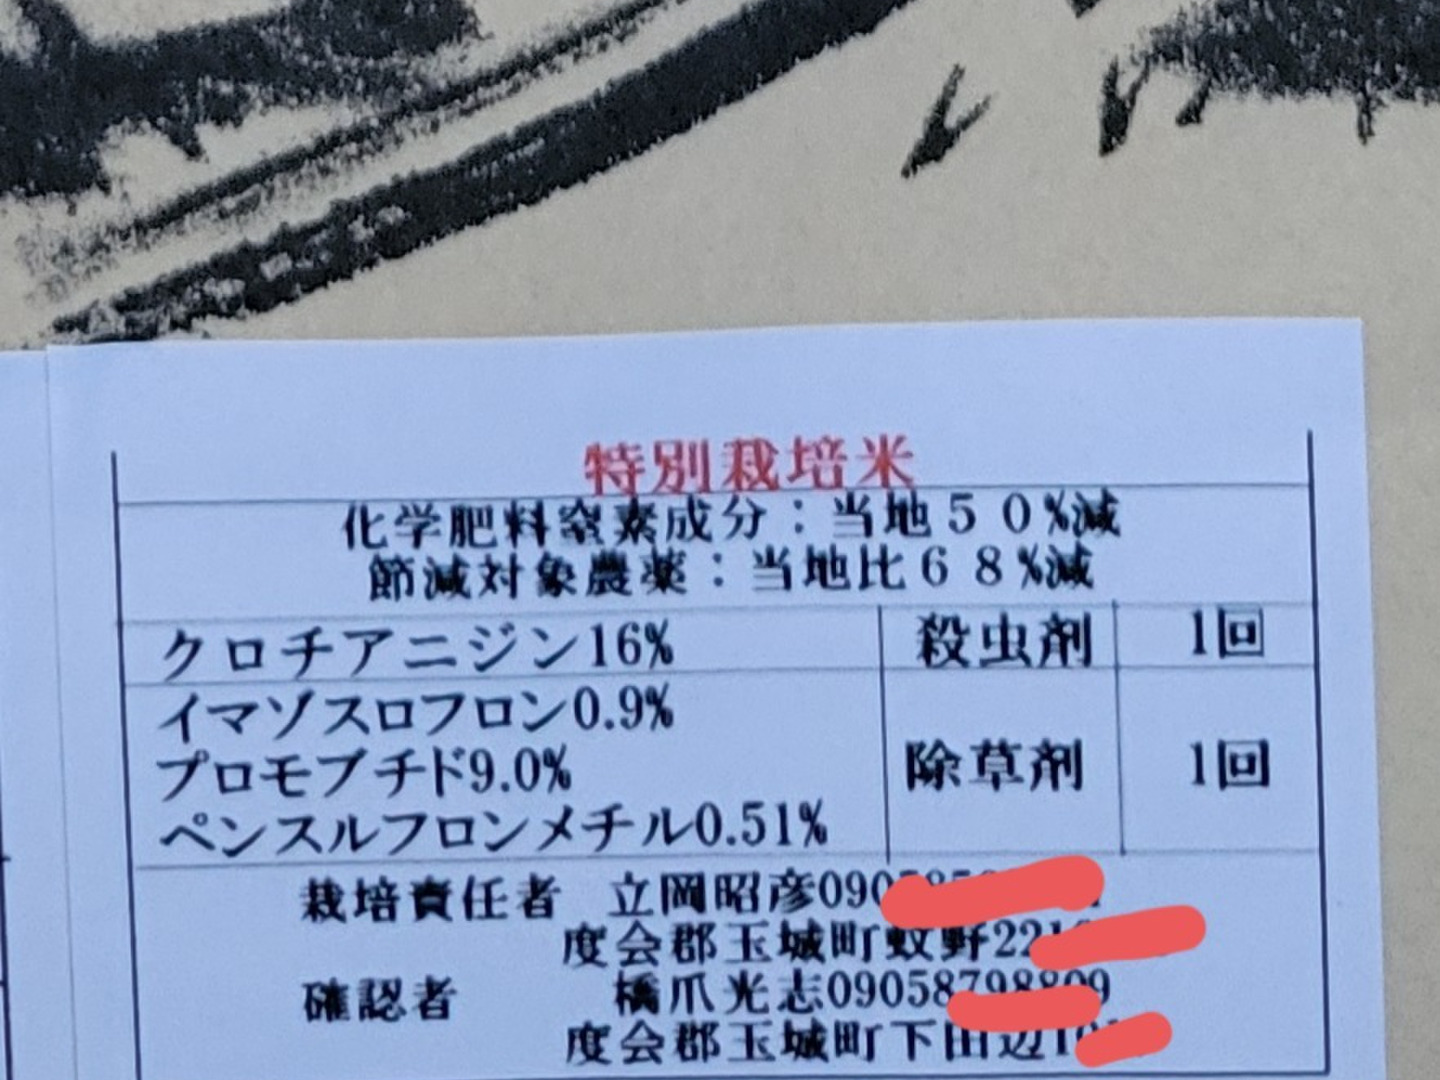 特別栽培米
化学肥料窒素成分：当地５０%減
節減対象農薬：当地比６８%減
クロチアニジン16% 殺虫剤 1回
イマゾスロフロン0.9%
プロモブチド9.0% 除草剤 1回
ペンスルフロンメチル0.51%
栽培責任者 立岡昭彦090
度会郡玉城町蚊野22
確認者 橋爪光志09058
度会郡玉城町下田辺1